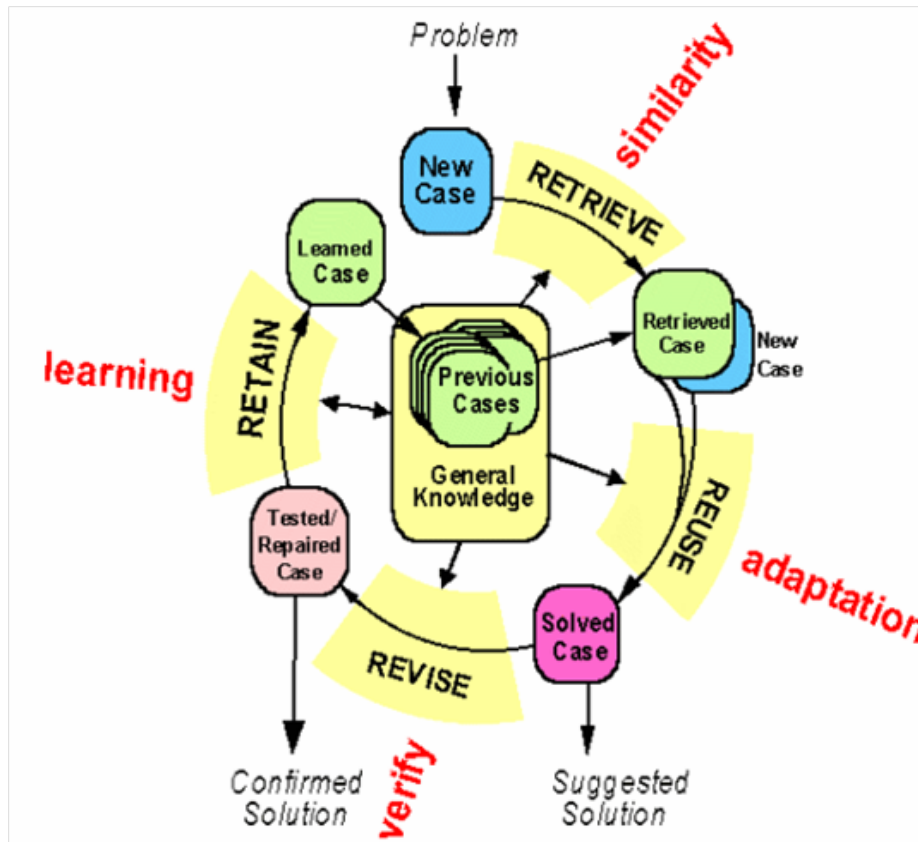 Problem
similarity
New
Case
RETRIEVE
Learned
Case
Retrieved
Case
New
Case
Previous
Cases
General
Knowledge
learning
RETAIN
REUSE
adaptation
Tested/
Repaired
Case
Solved
Case
REVISE
verify
Confirmed
Solution
Suggested
Solution